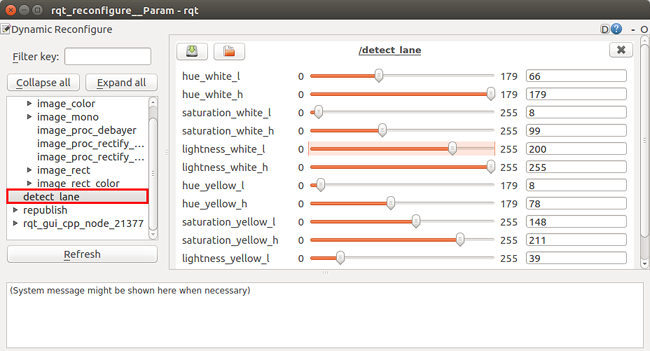 rqt_reconfigure__Param - rqt
Dynamic Reconfigure
D ? - O
Filter key:
Collapse all Expand all
image_color
image_mono
image_proc_debayer
image_proc_rectify_...
image_proc_rectify_...
image_rect
image_rect_color
detect_lane
republish
rqt_gui_cpp_node_21377
Refresh
/detect_lane
hue_white_l 0 179 66
hue_white_h 0 179 179
saturation_white_l 0 255 8
saturation_white_h 0 255 99
lightness_white_l 0 255 200
lightness_white_h 0 255 255
hue_yellow_l 0 179 8
hue_yellow_h 0 179 78
saturation_yellow_l 0 255 148
saturation_yellow_h 0 255 211
lightness_yellow_l 0 255 39
(System message might be shown here when necessary)